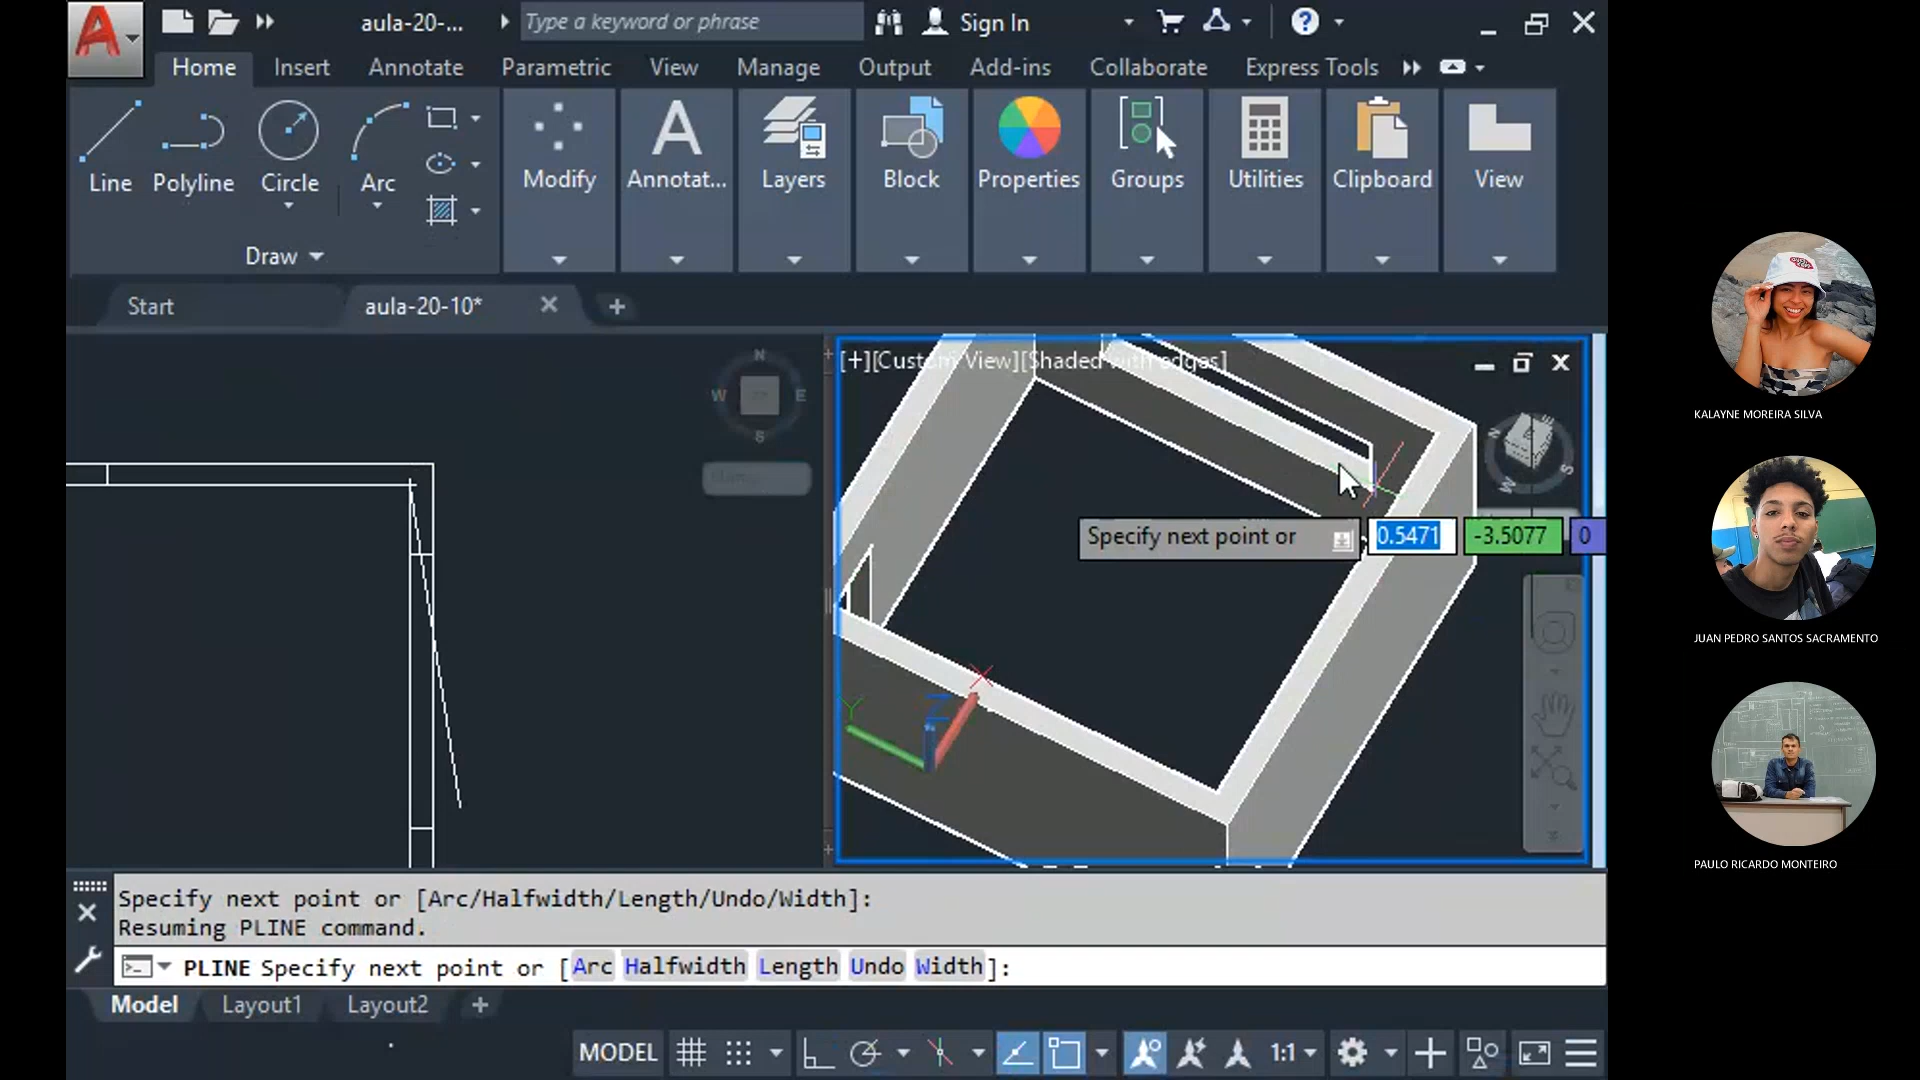 aula-20-...
Type a keyword or phrase
Sign In
Home
Insert
Annotate
Parametric
View
Manage
Output
Add-ins
Collaborate
Express Tools
Line
Polyline
Circle
Arc
Modify
Annotat...
Layers
Block
Properties
Groups
Utilities
Clipboard
View
Draw
Start
aula-20-10*
[+][Custom View][Shaded with edges]
N
W
E
S
N
S
W
Specify next point or
0.5471
-3.5077
0
Y
Z
Specify next point or [Arc/Halfwidth/Length/Undo/Width]:
Resuming PLINE command.
PLINE Specify next point or [Arc Halfwidth Length Undo Width]:
Model
Layout1
Layout2
MODEL
1:1
KALAYNE MOREIRA SILVA
JUAN PEDRO SANTOS SACRAMENTO
PAULO RICARDO MONTEIRO